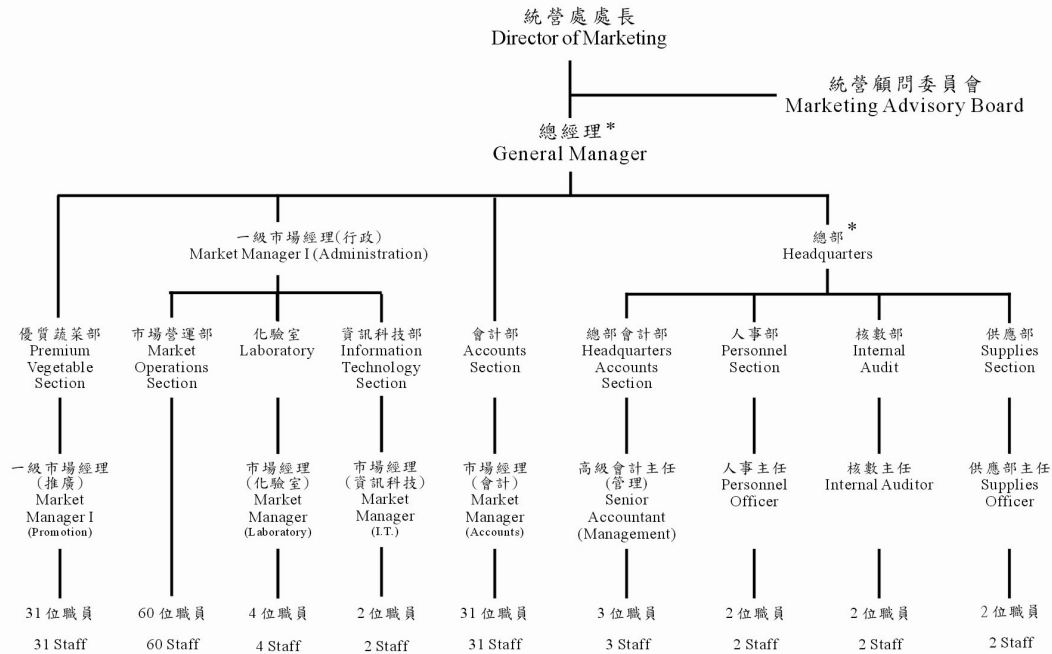 統營處處長
Director of Marketing
統營顧問委員會
Marketing Advisory Board
總經理*
General Manager
一級市場經理(行政)
Market Manager I (Administration)
總部*
Headquarters
優質蔬菜部
Premium
Vegetable
Section
市場營運部
Market
Operations
Section
化驗室
Laboratory
資訊科技部
Information
Technology
Section
會計部
Accounts
Section
總部會計部
Headquarters
Accounts
Section
人事部
Personnel
Section
核數部
Internal
Audit
供應部
Supplies
Section
一級市場經理
(推廣)
Market
Manager I
(Promotion)
市場經理
(化驗室)
Market
Manager
(Laboratory)
市場經理
(資訊科技)
Market
Manager
(I.T.)
市場經理
(會計)
Market
Manager
(Accounts)
高級會計主任
(管理)
Senior
Accountant
(Management)
人事主任
Personnel
Officer
核數主任
Internal Auditor
供應部主任
Supplies
Officer
31位職員
31 Staff
60位職員
60 Staff
4位職員
4 Staff
2位職員
2 Staff
31位職員
31 Staff
3位職員
3 Staff
2位職員
2 Staff
2位職員
2 Staff
2位職員
2 Staff